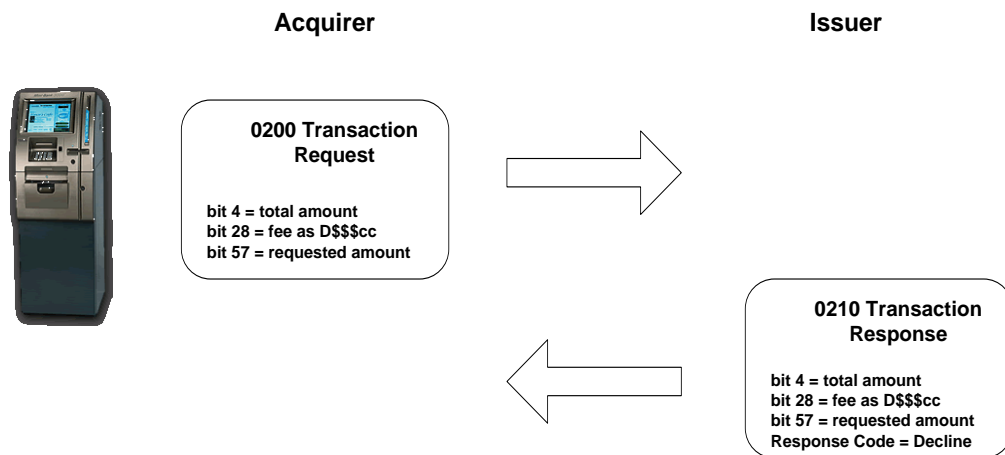 Acquirer
Issuer
0200 Transaction
Request
bit 4 = total amount
bit 28 = fee as D$$$cc
bit 57 = requested amount
0210 Transaction
Response
bit 4 = total amount
bit 28 = fee as D$$$cc
bit 57 = requested amount
Response Code = Decline